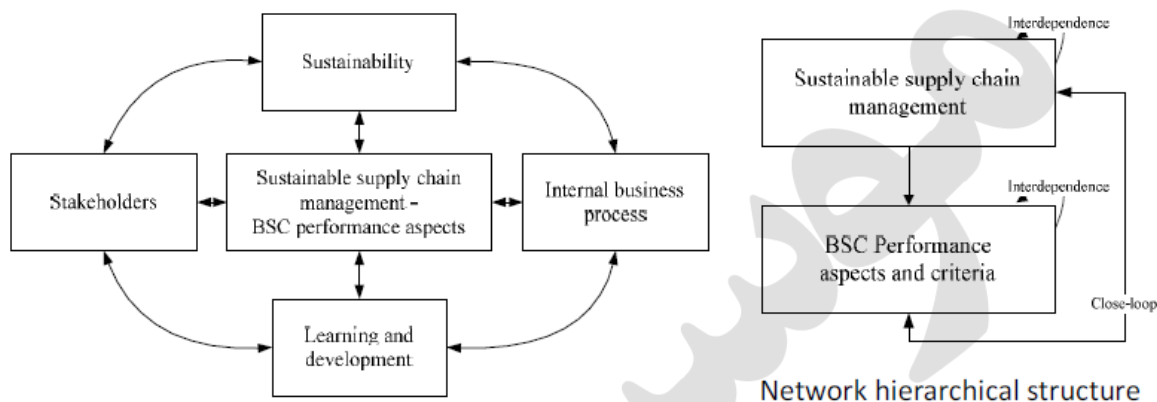 Sustainability
Stakeholders
Sustainable supply chain
management –
BSC performance aspects
Internal business
process
Learning and
development
Interdependence
Sustainable supply chain
management
Interdependence
BSC Performance
aspects and criteria
Close-loop
Network hierarchical structure